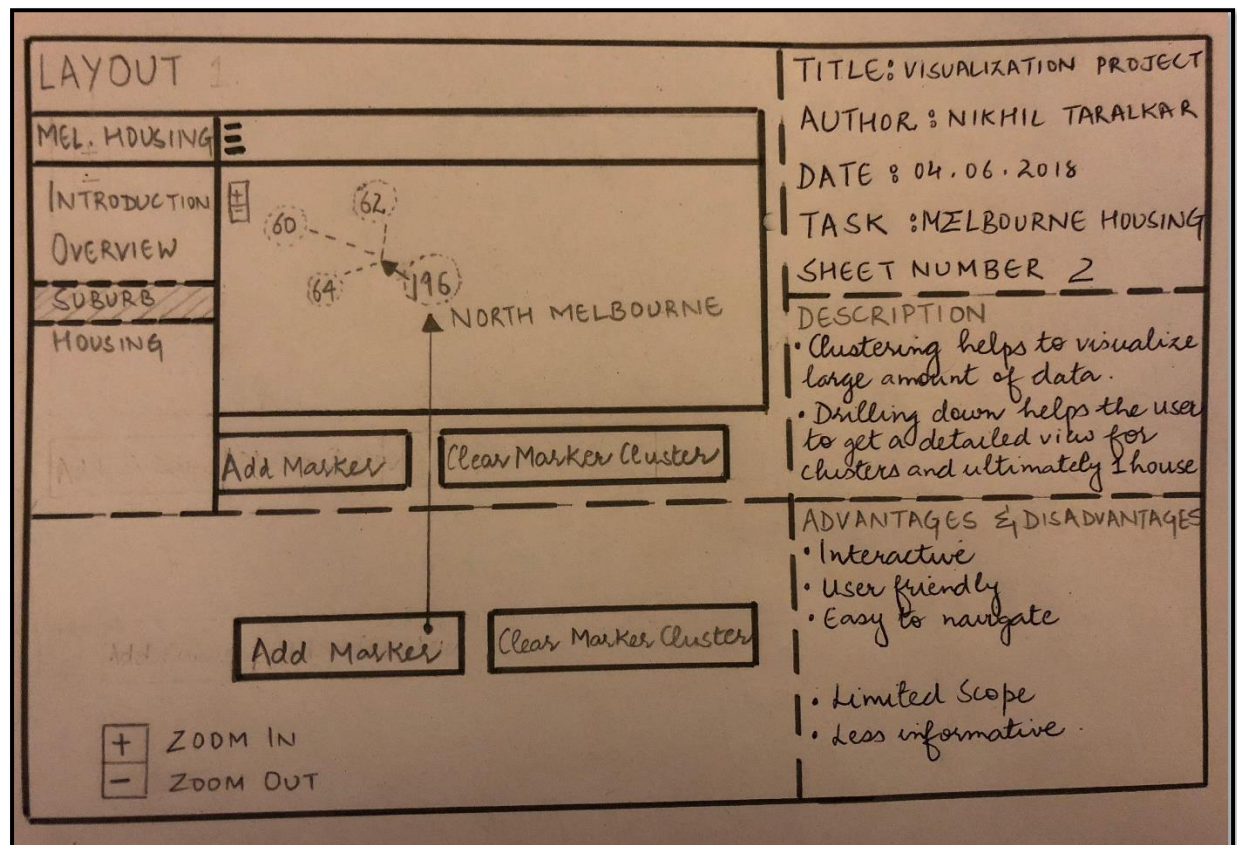 LAYOUT 1
MEL. HOUSING
INTRODUCTION
OVERVIEW
SUBURB
HOUSING
+
-
60
62
64
196
NORTH MELBOURNE
Add Marker
Clear Marker Cluster
Add Marker
Clear Marker Cluster
+ ZOOM IN
- ZOOM OUT
TITLE: VISUALIZATION PROJECT
AUTHOR: NIKHIL TARALKAR
DATE: 04.06.2018
TASK: MELBOURNE HOUSING
SHEET NUMBER 2
DESCRIPTION
• Clustering helps to visualize
large amount of data.
• Drilling down helps the user
to get a detailed view for
clusters and ultimately 1 house
ADVANTAGES & DISADVANTAGES
• Interactive
• User friendly
• Easy to navigate
• Limited Scope
• Less informative.